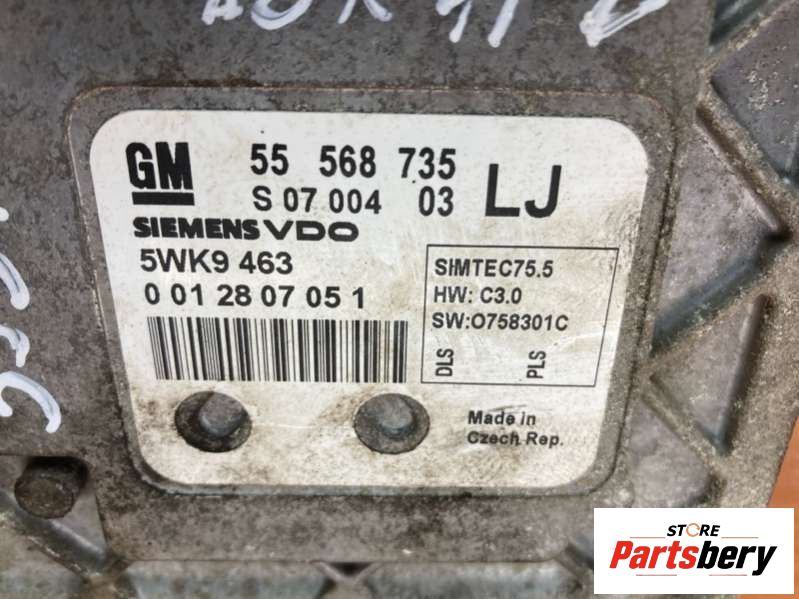 GM 55 568 735 LJ
S 07 004 03
SIEMENS VDO
5WK9 463
0 01 28 07 05 1
SIMTEC75.5
HW: C3.0
SW:O758301C
DLS PLS
Made in
Czech Rep.
STORE
Partsbery